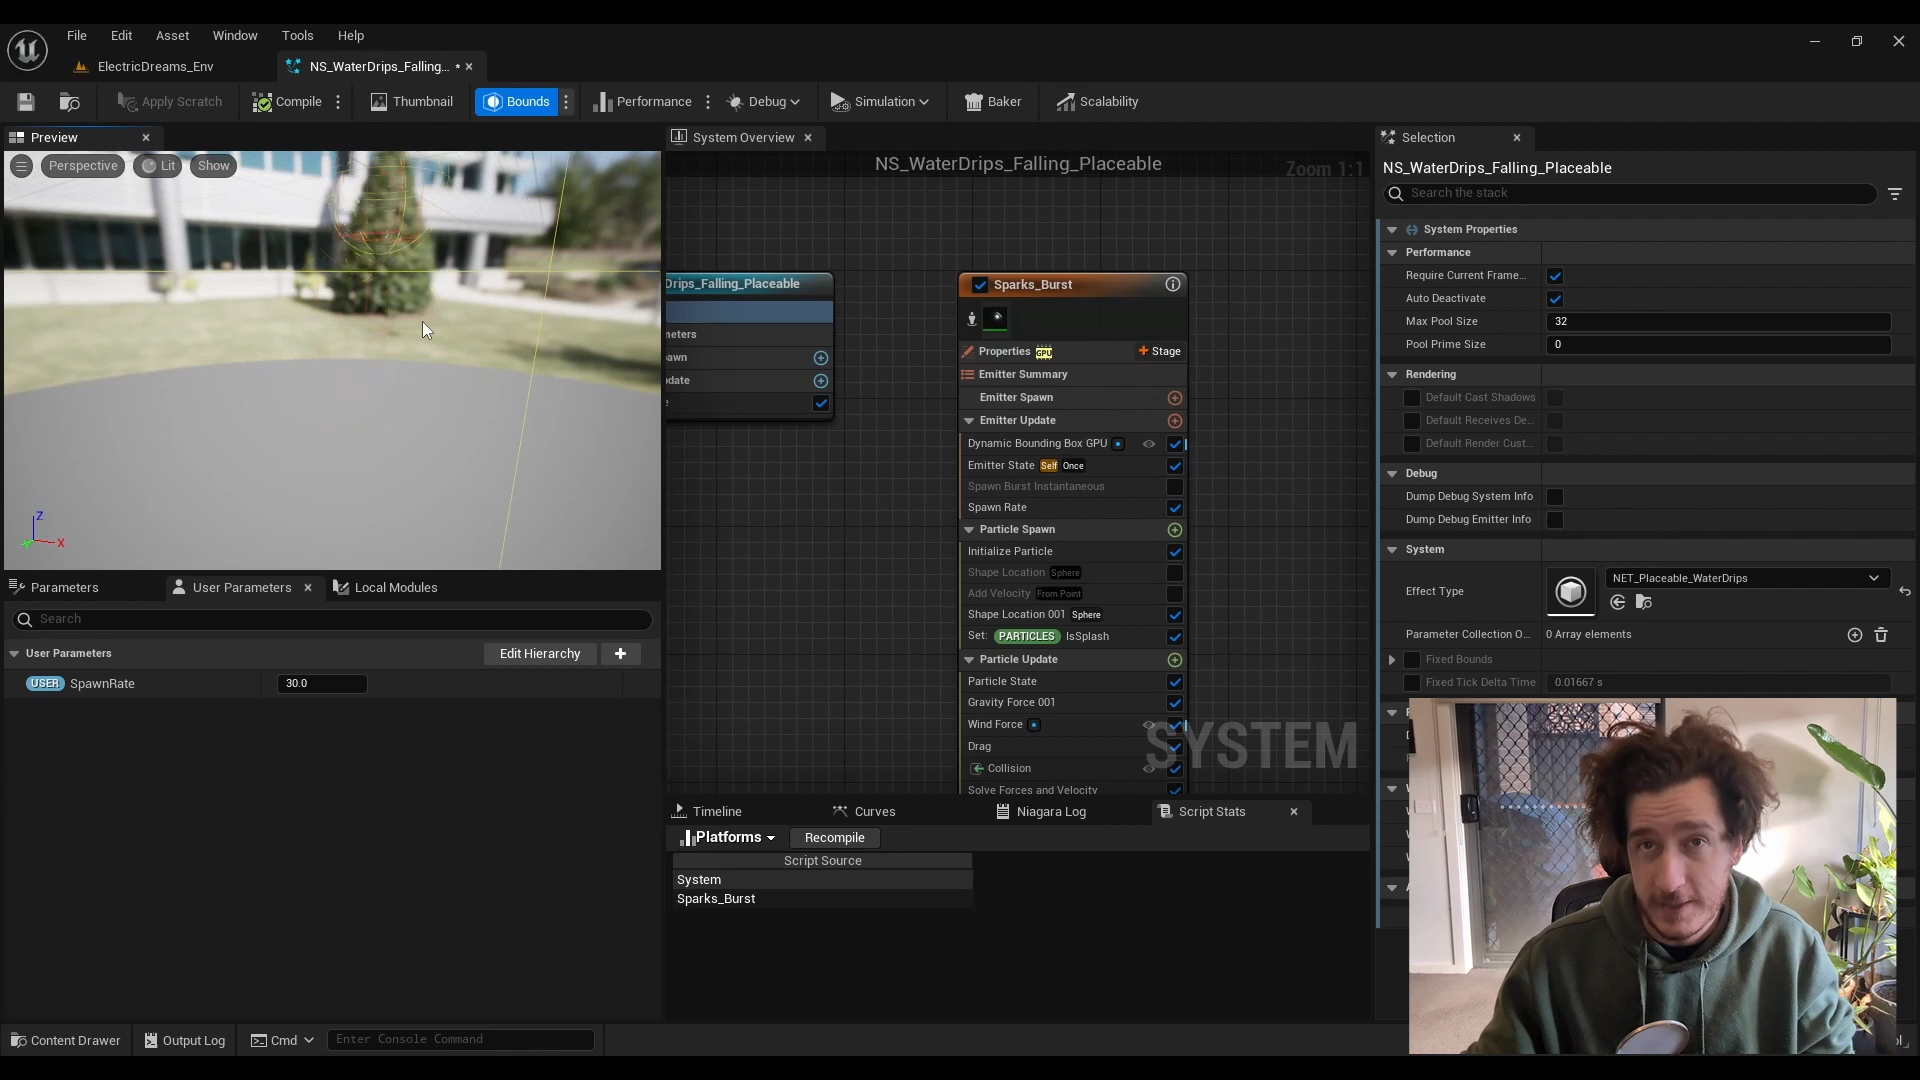 File Edit Asset Window Tools Help
ElectricDreams_Env
NS_WaterDrips_Falling... •
Apply Scratch
Compile
Thumbnail
Bounds
Performance
Debug
Simulation
Baker
Scalability
Preview
Perspective
Lit
Show
Z
X
System Overview
NS_WaterDrips_Falling_Placeable
Zoom 1:1
Drips_Falling_Placeable
Sparks_Burst
Properties GPU
Stage
Emitter Summary
Emitter Spawn
Emitter Update
Dynamic Bounding Box GPU
Emitter State Self Once
Spawn Burst Instantaneous
Spawn Rate
Particle Spawn
Initialize Particle
Shape Location Sphere
Add Velocity From Point
Shape Location 001 Sphere
Set: PARTICLES IsSplash
Particle Update
Particle State
Gravity Force 001
Wind Force
Drag
Collision
Solve Forces and Velocity
SYSTEM
Parameters
User Parameters
Local Modules
Search
User Parameters
Edit Hierarchy
USER SpawnRate
30.0
Timeline
Curves
Niagara Log
Script Stats
Platforms
Recompile
Script Source
System
Sparks_Burst
Selection
NS_WaterDrips_Falling_Placeable
Search the stack
System Properties
Performance
Require Current Frame...
Auto Deactivate
Max Pool Size 32
Pool Prime Size 0
Rendering
Default Cast Shadows
Default Receives De...
Default Render Cust...
Debug
Dump Debug System Info
Dump Debug Emitter Info
System
Effect Type
NET_Placeable_WaterDrips
Parameter Collection O... 0 Array elements
Fixed Bounds
Fixed Tick Delta Time 0.01667 s
Content Drawer
Output Log
Cmd
Enter Console Command